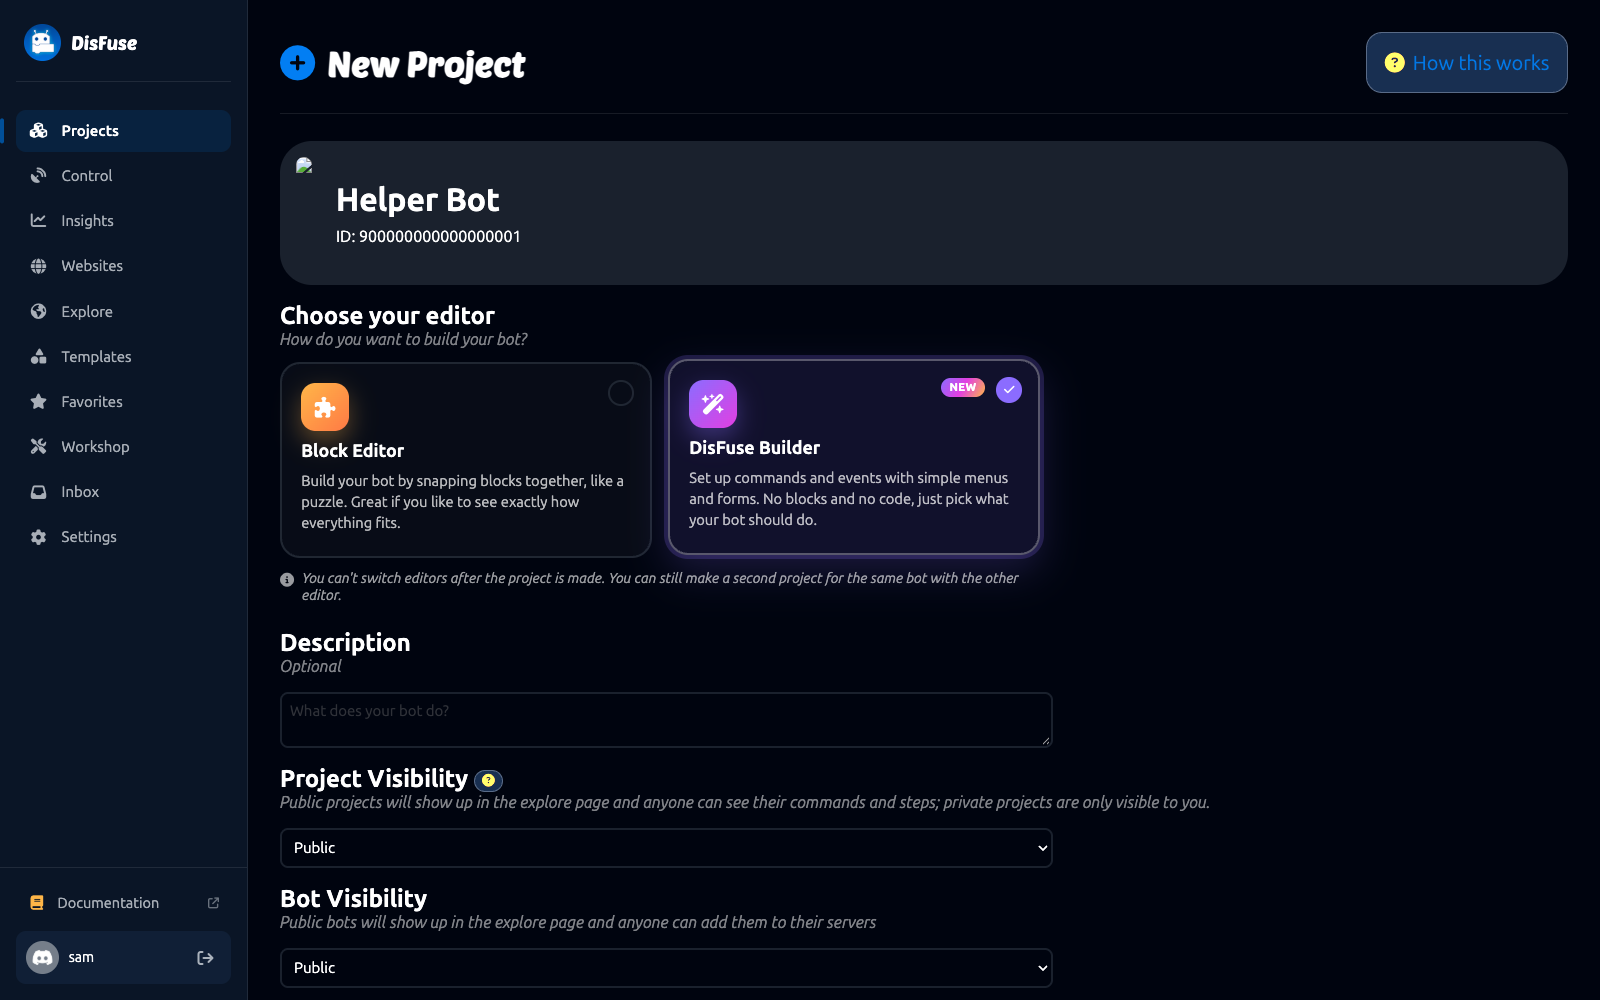 DisFuse
Projects
Control
Insights
Websites
Explore
Templates
Favorites
Workshop
Inbox
Settings
Documentation
sam
New Project
? How this works
Helper Bot
ID: 900000000000000001
Choose your editor
How do you want to build your bot?
Block Editor
Build your bot by snapping blocks together, like a
puzzle. Great if you like to see exactly how
everything fits.
NEW
DisFuse Builder
Set up commands and events with simple menus
and forms. No blocks and no code, just pick what
your bot should do.
You can't switch editors after the project is made. You can still make a second project for the same bot with the other
editor.
Description
Optional
What does your bot do?
Project Visibility ?
Public projects will show up in the explore page and anyone can see their commands and steps; private projects are only visible to you.
Public
Bot Visibility
Public bots will show up in the explore page and anyone can add them to their servers
Public